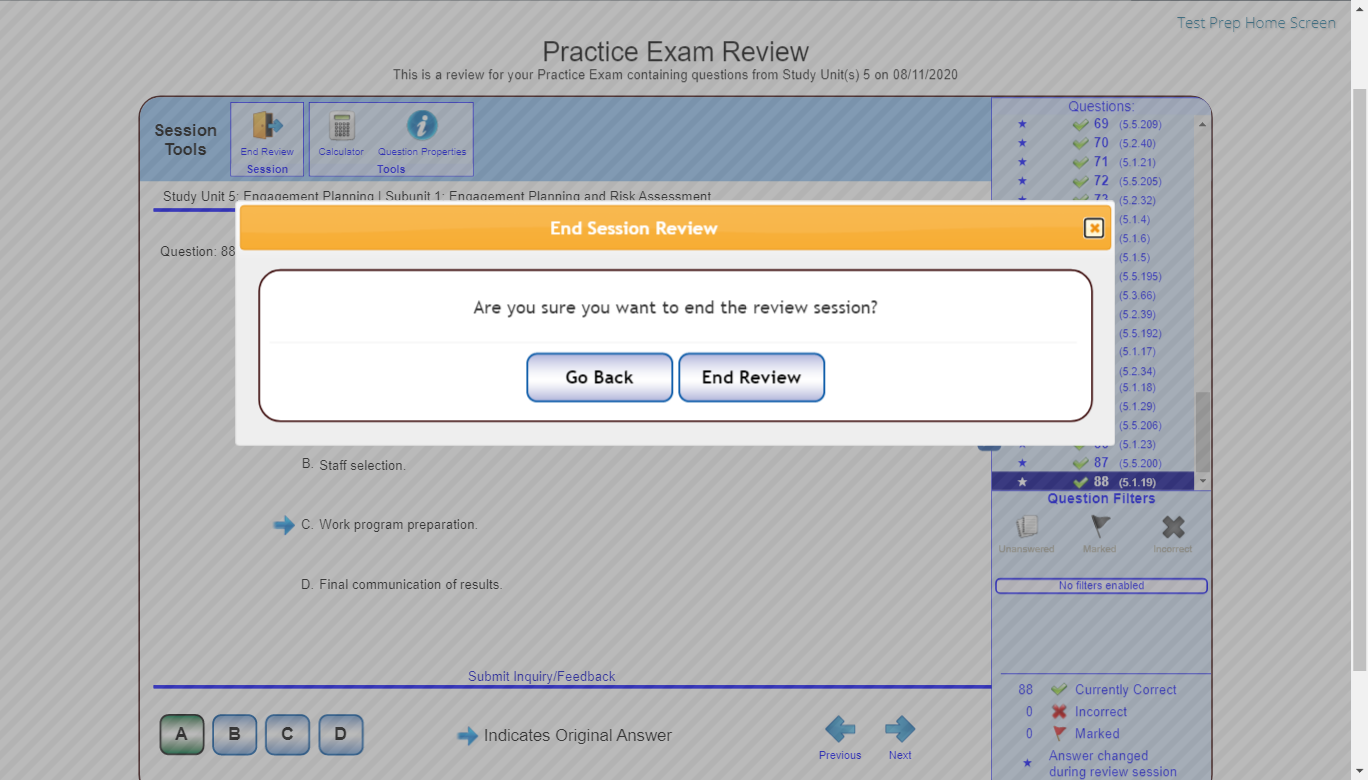 Test Prep Home Screen
Practice Exam Review
This is a review for your Practice Exam containing questions from Study Unit(s) 5 on 08/11/2020
Session Tools
End Review
Session
Calculator
Question Properties
Tools
Study Unit 5: Engagement Planning | Subunit 1: Engagement Planning and Risk Assessment
Question: 88
End Session Review
Are you sure you want to end the review session?
Go Back
End Review
B. Staff selection.
C. Work program preparation.
D. Final communication of results.
Submit Inquiry/Feedback
A
B
C
D
Indicates Original Answer
Previous
Next
Questions:
69 (5.5.209)
70 (5.2.40)
71 (5.1.21)
72 (5.5.205)
73 (5.2.32)
(5.1.4)
(5.1.6)
(5.1.5)
(5.5.195)
(5.3.66)
(5.2.39)
(5.5.192)
(5.1.17)
(5.2.34)
(5.1.18)
(5.1.29)
(5.5.206)
(5.1.23)
87 (5.5.200)
88 (5.1.19)
Question Filters
Unanswered
Marked
Incorrect
No filters enabled
88 Currently Correct
0 Incorrect
0 Marked
Answer changed
during review session